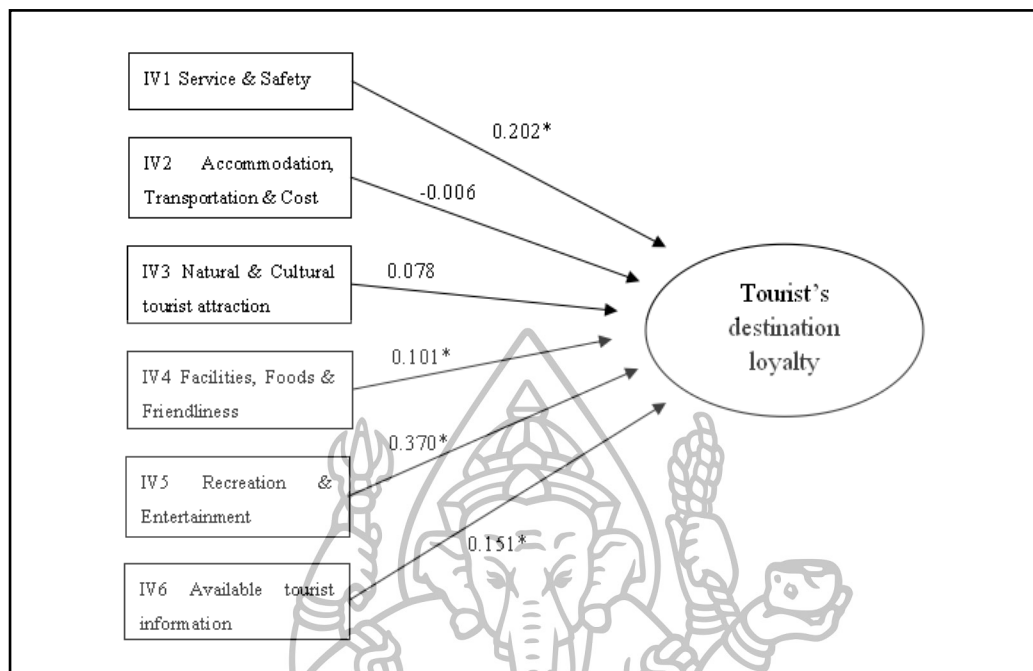 IV1 Service & Safety
0.202*
IV2 Accommodation,
Transportation & Cost
-0.006
IV3 Natural & Cultural
tourist attraction
0.078
IV4 Facilities, Foods &
Friendliness
0.101*
IV5 Recreation &
Entertainment
0.370*
IV6 Available tourist
information
0.151*
Tourist's
destination
loyalty